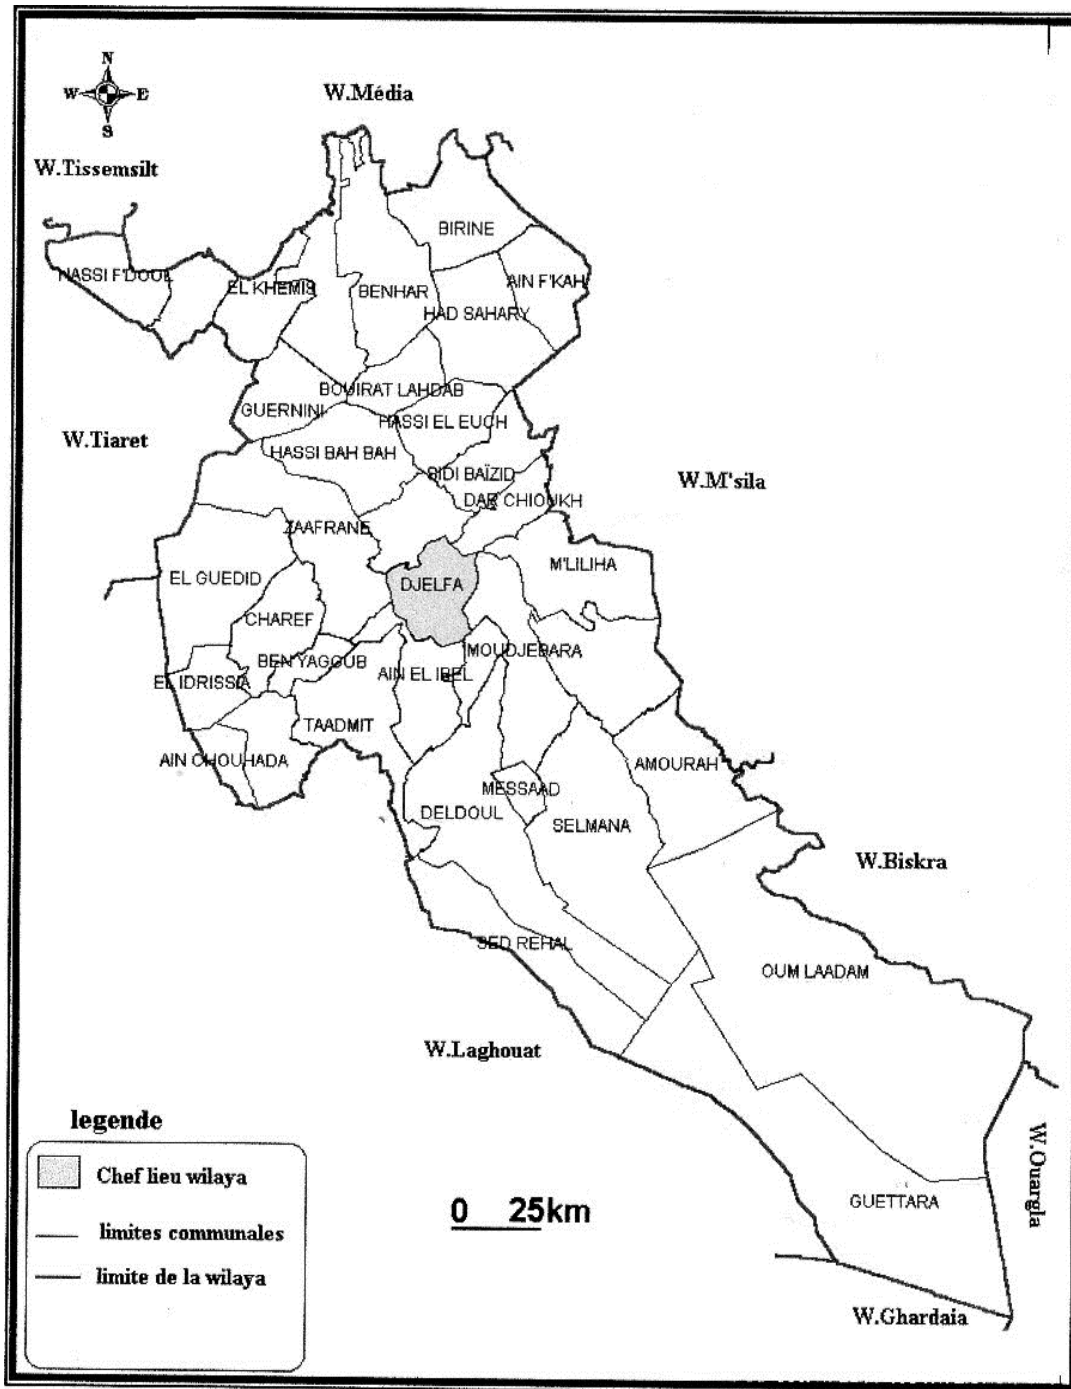 N
W E
S
W.Média
W.Tissemsilt
BIRINE
HASSI F'DOUL
EL KHEMIS
BENHAR
AIN F'KAH
HAD SAHARY
BOUIRAT LAHDAB
GUERNINI
HASSI EL EUCH
W.Tiaret
HASSI BAH BAH
SIDI BAÏZID
W.M'sila
DAR CHIOUKH
ZAAFRANE
M'LILIHA
EL GUEDID
DJELFA
CHAREF
MOUDJEBARA
BEN YAGOUB
AIN EL IBEL
EL IDRISSIA
TAADMIT
AIN CHOUHADA
AMOURAH
MESSAAD
DELDOUL
SELMANA
W.Biskra
SED REHAL
OUM LAADAM
W.Laghouat
legende
Chef lieu wilaya
limites communales
limite de la wilaya
0 25km
W.Ouargla
GUETTARA
W.Ghardaia